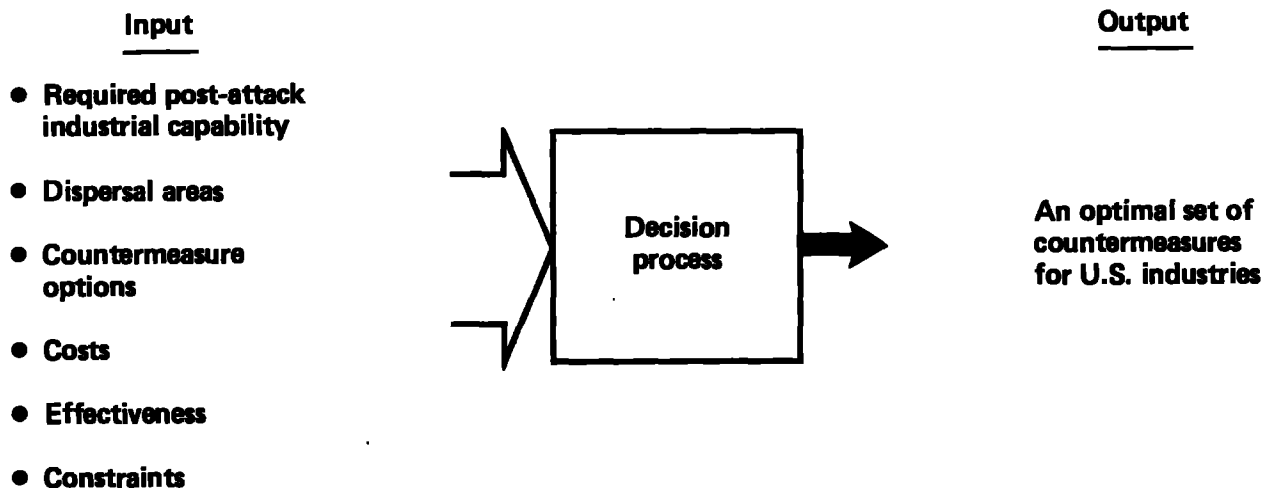 Input
• Required post-attack
industrial capability
• Dispersal areas
• Countermeasure
options
• Costs
• Effectiveness
• Constraints
Decision
process
Output
An optimal set of
countermeasures
for U.S. industries